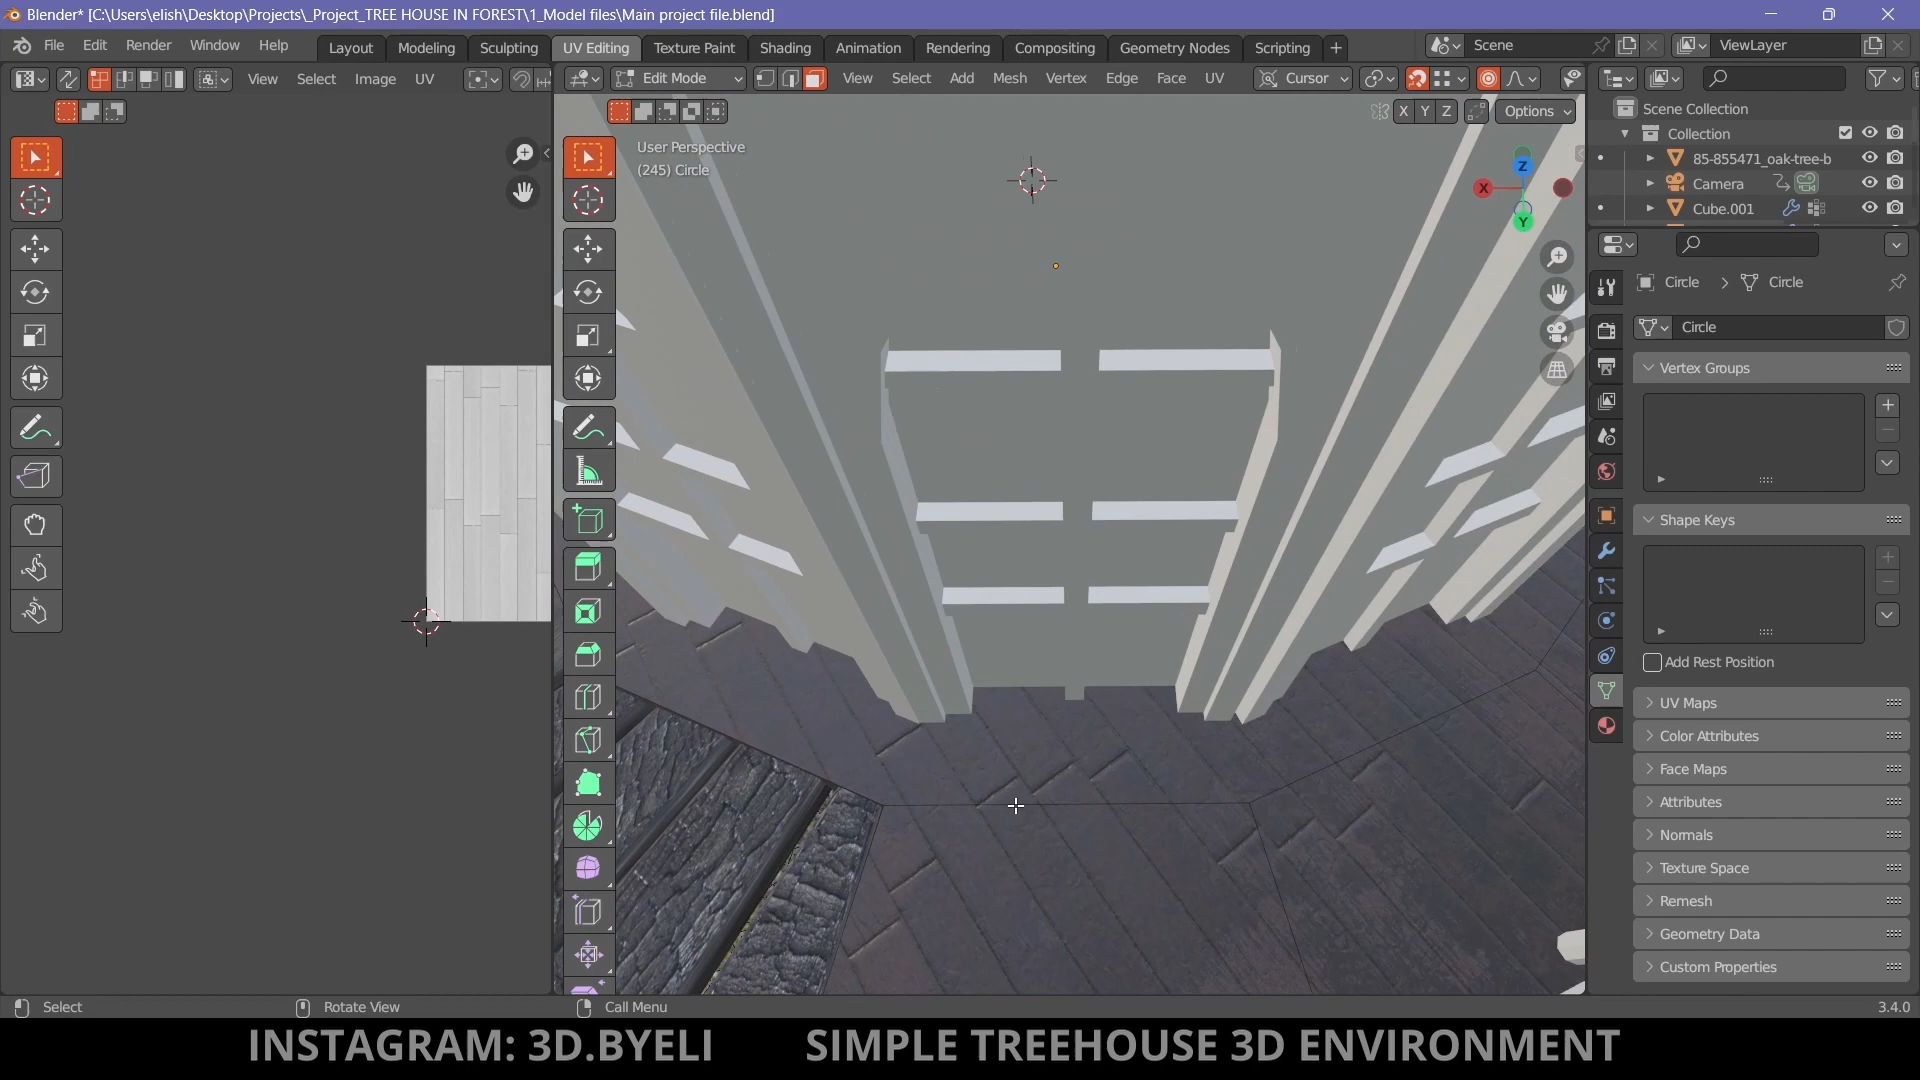 Blender* [C:\Users\elish\Desktop\Projects\_Project_TREE HOUSE IN FOREST\1_Model files\Main project file.blend]
File Edit Render Window Help Layout Modeling Sculpting UV Editing Texture Paint Shading Animation Rendering Compositing Geometry Nodes Scripting + Scene ViewLayer
View Select Image UV Edit Mode View Select Add Mesh Vertex Edge Face UV Cursor
X Y Z Options
User Perspective
(245) Circle
Z
X
Y
Scene Collection
Collection
85-855471_oak-tree-b
Camera
Cube.001
Circle > Circle
Circle
Vertex Groups
Shape Keys
Add Rest Position
UV Maps
Color Attributes
Face Maps
Attributes
Normals
Texture Space
Remesh
Geometry Data
Custom Properties
Select Rotate View Call Menu 3.4.0
INSTAGRAM: 3D.BYELI SIMPLE TREEHOUSE 3D ENVIRONMENT